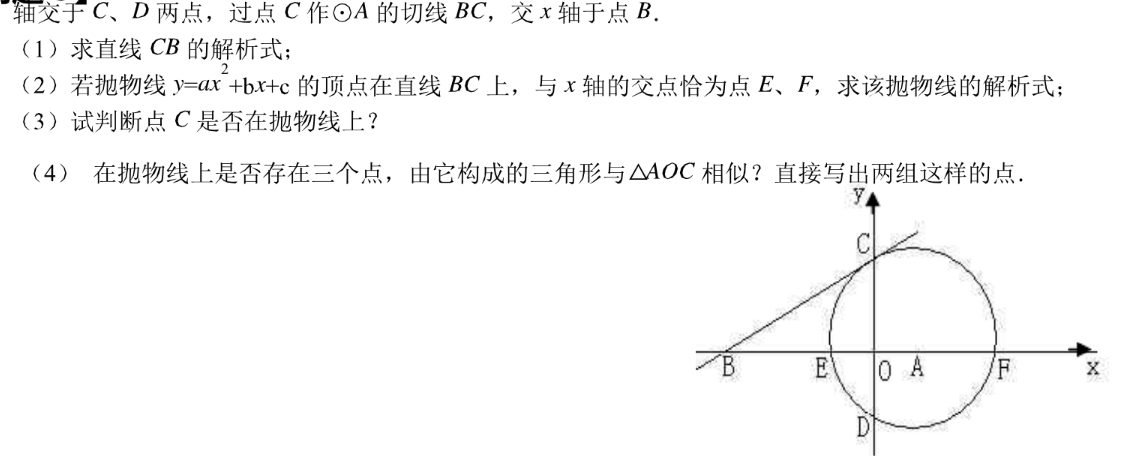 轴交于 C、D 两点，过点 C 作⊙A 的切线 BC，交 x 轴于点 B．
（1）求直线 CB 的解析式；
（2）若抛物线 y=ax²+bx+c 的顶点在直线 BC 上，与 x 轴的交点恰为点 E、F，求该抛物线的解析式；
（3）试判断点 C 是否在抛物线上？
（4） 在抛物线上是否存在三个点，由它构成的三角形与△AOC 相似？直接写出两组这样的点．
y
C
B
E
O
A
F
x
D